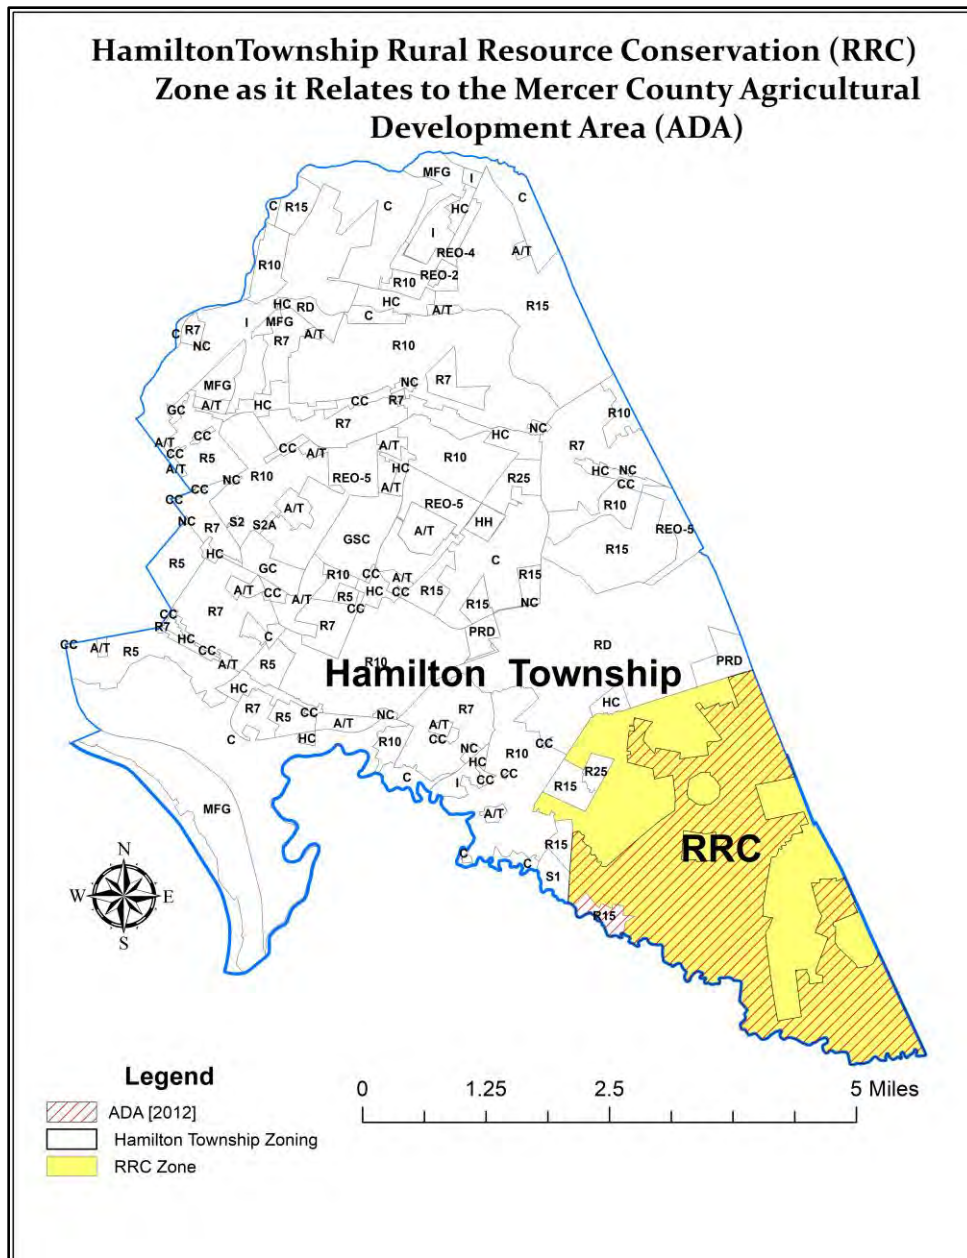 HamiltonTownship Rural Resource Conservation (RRC)
Zone as it Relates to the Mercer County Agricultural
Development Area (ADA)
MFG
I
C
R15
C
HC
C
I
A/T
REO-4
R10
REO-2
R10
HC
RD
HC
A/T
R15
C
I
MFG
C
R7
A/T
R7
NC
R10
MFG
NC
R7
A/T
HC
CC
R7
GC
R10
R7
NC
HC
A/T
CC
R7
CC
A/T
A/T
CC
R5
R10
A/T
HC
HC
NC
R10
NC
REO-5
R25
CC
CC
A/T
CC
R10
A/T
REO-5
NC
R7
S2
S2A
HH
A/T
REO-5
GSC
R15
HC
R5
GC
R10
CC
A/T
C
R15
A/T
CC
A/T
R5
HC
CC
R15
CC
R15
NC
CC
R7
R7
R7
HC
C
PRD
CC
A/T
R5
CC
A/T
R5
R10
RD
PRD
Hamilton Township
HC
HC
R7
R5
CC
A/T
NC
R7
A/T
C
HC
R10
CC
NC
R10
CC
HC
C
I
CC
CC
R15
R25
MFG
A/T
RRC
R15
C
C
S1
R15
N
W
E
S
Legend
ADA [2012]
Hamilton Township Zoning
RRC Zone
0 1.25 2.5 5 Miles